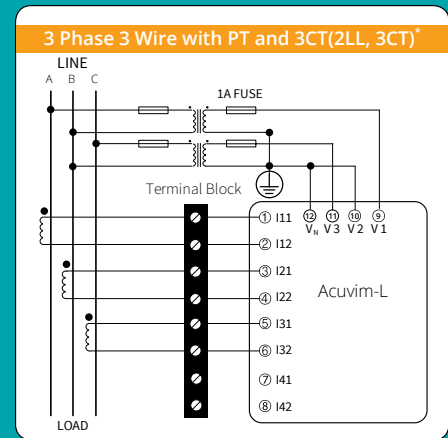 3 Phase 3 Wire with PT and 3CT(2LL, 3CT)*
LINE
A B C
1A FUSE
Terminal Block
⑫ ⑪ ⑩ ⑨
VN V3 V2 V1
① I11
② I12
③ I21
④ I22
Acuvim-L
⑤ I31
⑥ I32
⑦ I41
⑧ I42
LOAD